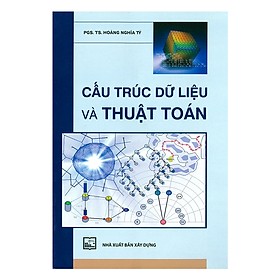 PGS. TS. HOÀNG NGHĨA TÝ
CẤU TRÚC DỮ LIỆU
VÀ THUẬT TOÁN
NHÀ XUẤT BẢN XÂY DỰNG